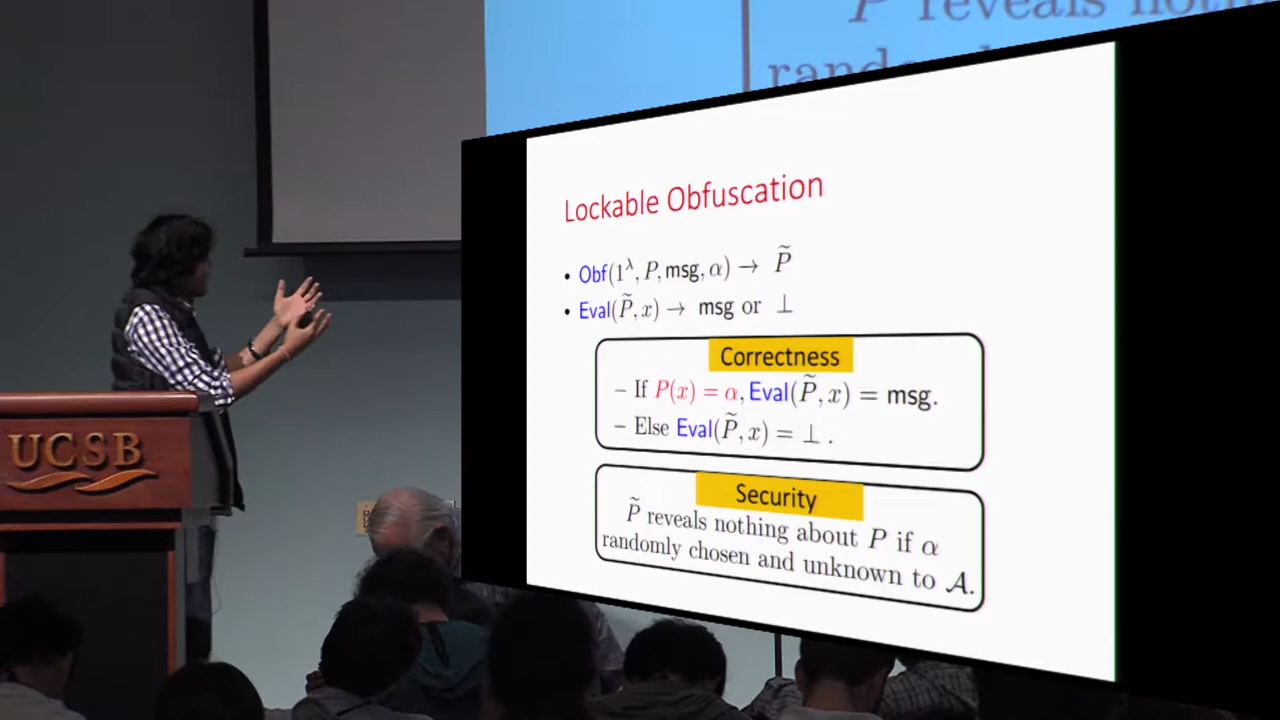 P reveals
Lockable Obfuscation
• Obf(1^λ, P, msg, α) → P̃
• Eval(P̃, x) → msg or ⊥
Correctness
– If P(x) = α, Eval(P̃, x) = msg.
– Else Eval(P̃, x) = ⊥ .
Security
P̃ reveals nothing about P if α
randomly chosen and unknown to 𝒜.
UCSB